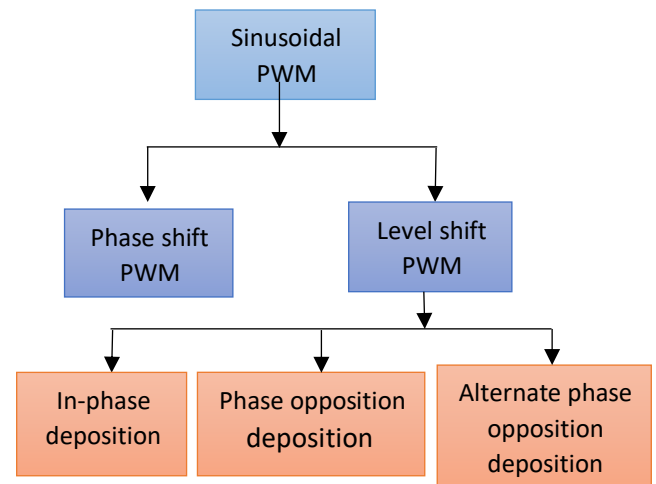 Sinusoidal
PWM
Phase shift
PWM
Level shift
PWM
In-phase
deposition
Phase opposition
deposition
Alternate phase
opposition
deposition